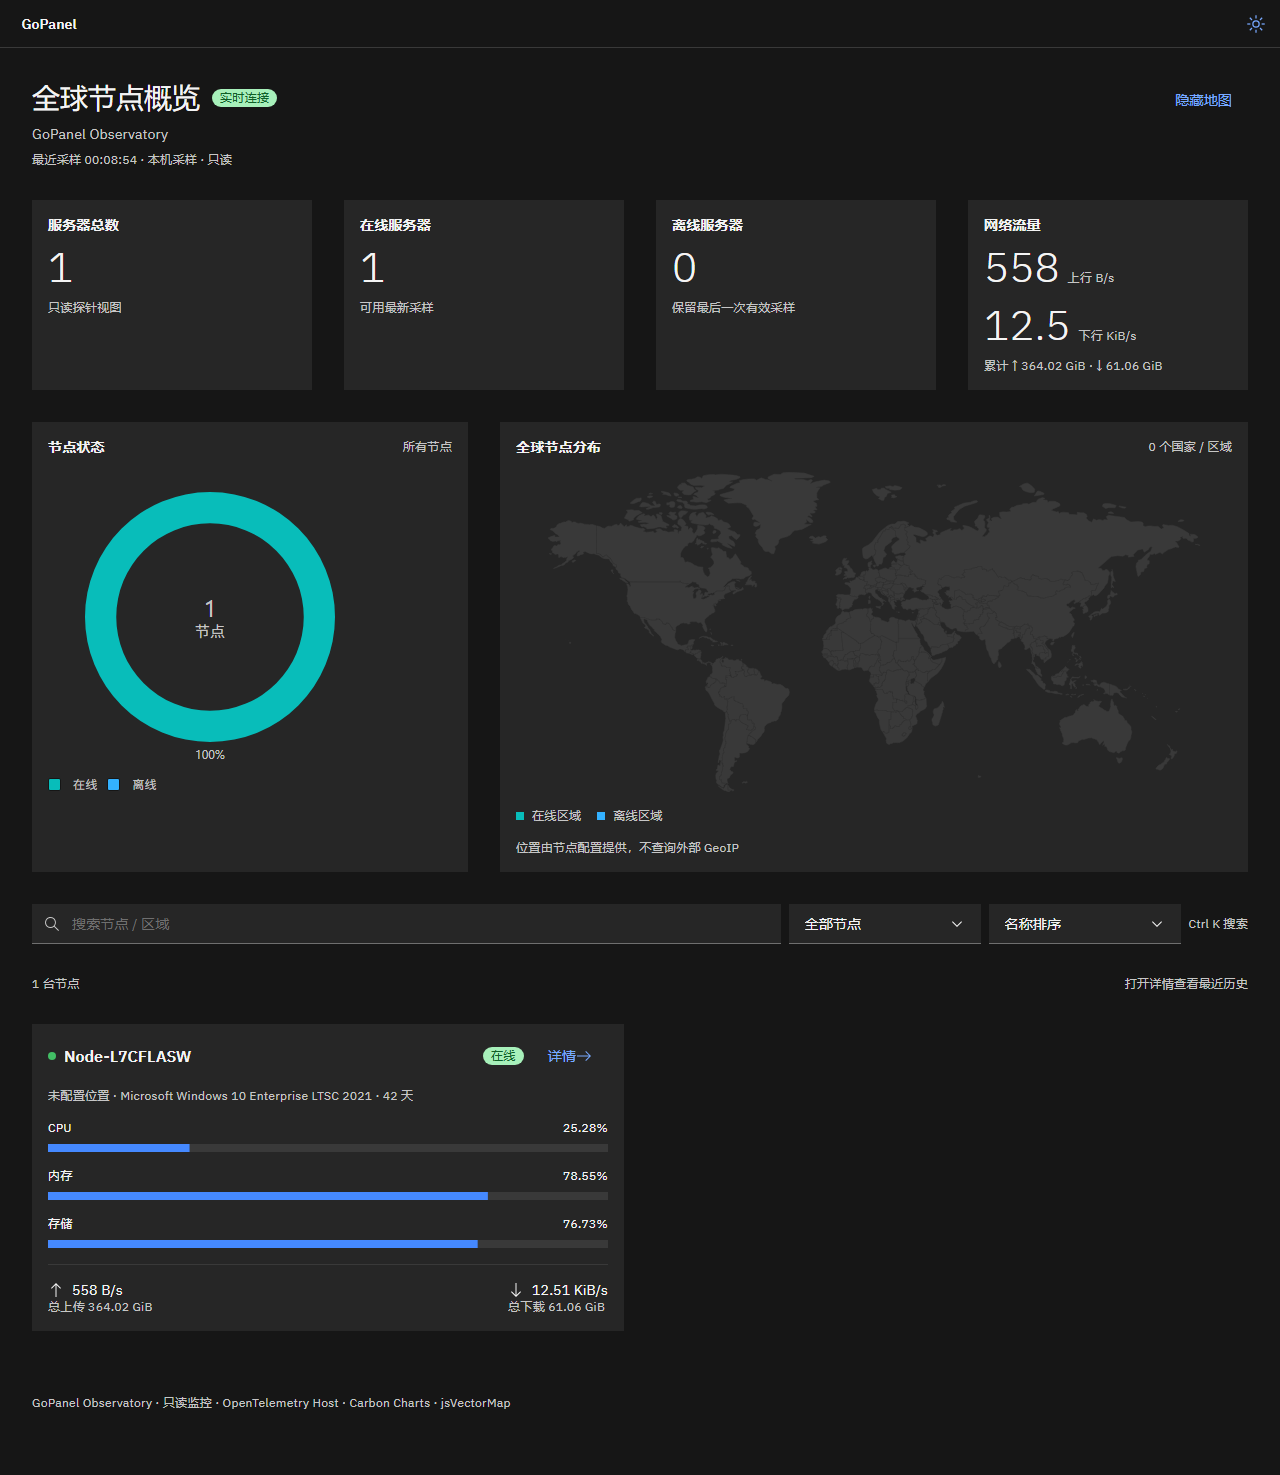 GoPanel
全球节点概览 实时连接
隐藏地图
GoPanel Observatory
最近采样 00:08:54 · 本机采样 · 只读
服务器总数
1
只读探针视图
在线服务器
1
可用最新采样
离线服务器
0
保留最后一次有效采样
网络流量
558 上行 B/s
12.5 下行 KiB/s
累计 ↑ 364.02 GiB · ↓ 61.06 GiB
节点状态 所有节点
1
节点
100%
在线 离线
全球节点分布 0 个国家 / 区域
在线区域 离线区域
位置由节点配置提供，不查询外部 GeoIP
搜索节点 / 区域 全部节点 名称排序 Ctrl K 搜索
1 台节点 打开详情查看最近历史
Node-L7CFLASW 在线 详情→
未配置位置 · Microsoft Windows 10 Enterprise LTSC 2021 · 42 天
CPU 25.28%
内存 78.55%
存储 76.73%
↑ 558 B/s ↓ 12.51 KiB/s
总上传 364.02 GiB 总下载 61.06 GiB
GoPanel Observatory · 只读监控 · OpenTelemetry Host · Carbon Charts · jsVectorMap